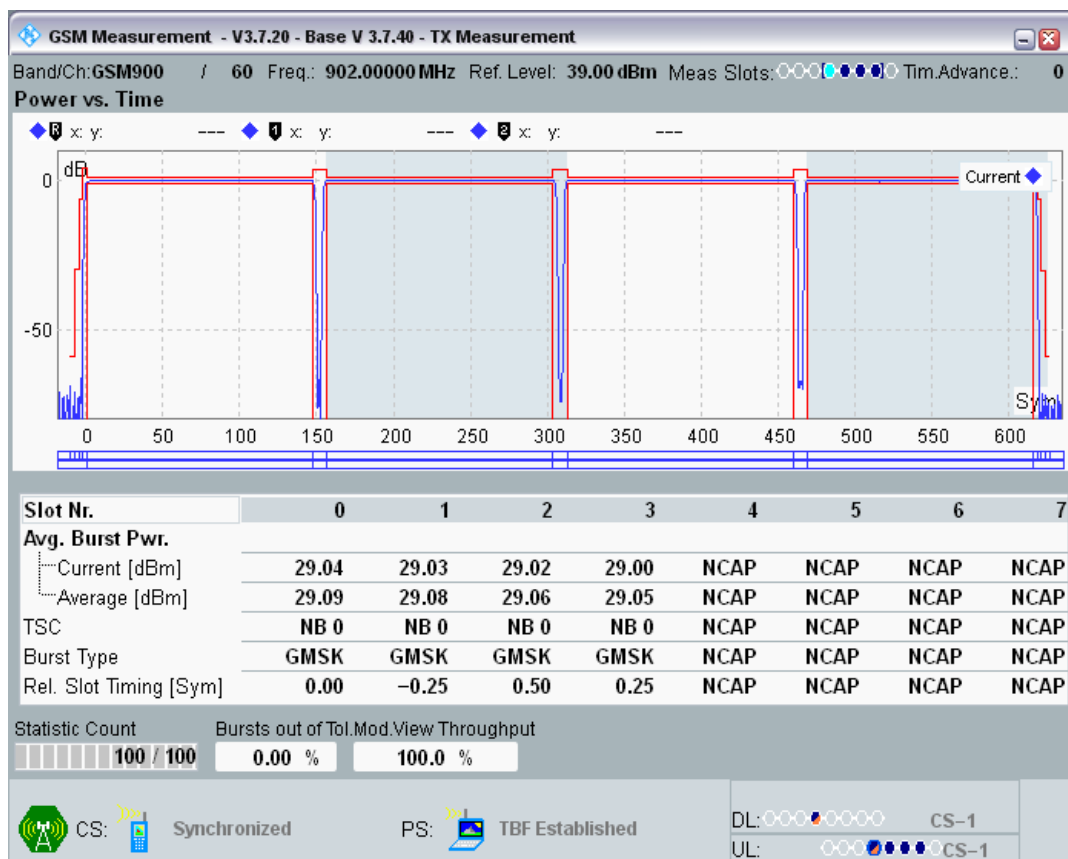 GSM Measurement - V3.7.20 - Base V 3.7.40 - TX Measurement
Band/Ch:GSM900 / 60 Freq.: 902.00000 MHz Ref. Level: 39.00 dBm Meas Slots: Tim.Advance.: 0
Power vs. Time
R x: y: --- 1 x: y: --- 2 x: y: ---
dB
Current
0
-50
Sym
0 50 100 150 200 250 300 350 400 450 500 550 600
Slot Nr. 0 1 2 3 4 5 6 7
Avg. Burst Pwr.
Current [dBm] 29.04 29.03 29.02 29.00 NCAP NCAP NCAP NCAP
Average [dBm] 29.09 29.08 29.06 29.05 NCAP NCAP NCAP NCAP
TSC NB 0 NB 0 NB 0 NB 0 NCAP NCAP NCAP NCAP
Burst Type GMSK GMSK GMSK GMSK NCAP NCAP NCAP NCAP
Rel. Slot Timing [Sym] 0.00 −0.25 0.50 0.25 NCAP NCAP NCAP NCAP
Statistic Count Bursts out of Tol.Mod.View Throughput
100 / 100 0.00 % 100.0 %
CS: Synchronized PS: TBF Established DL: CS−1
UL: CS−1